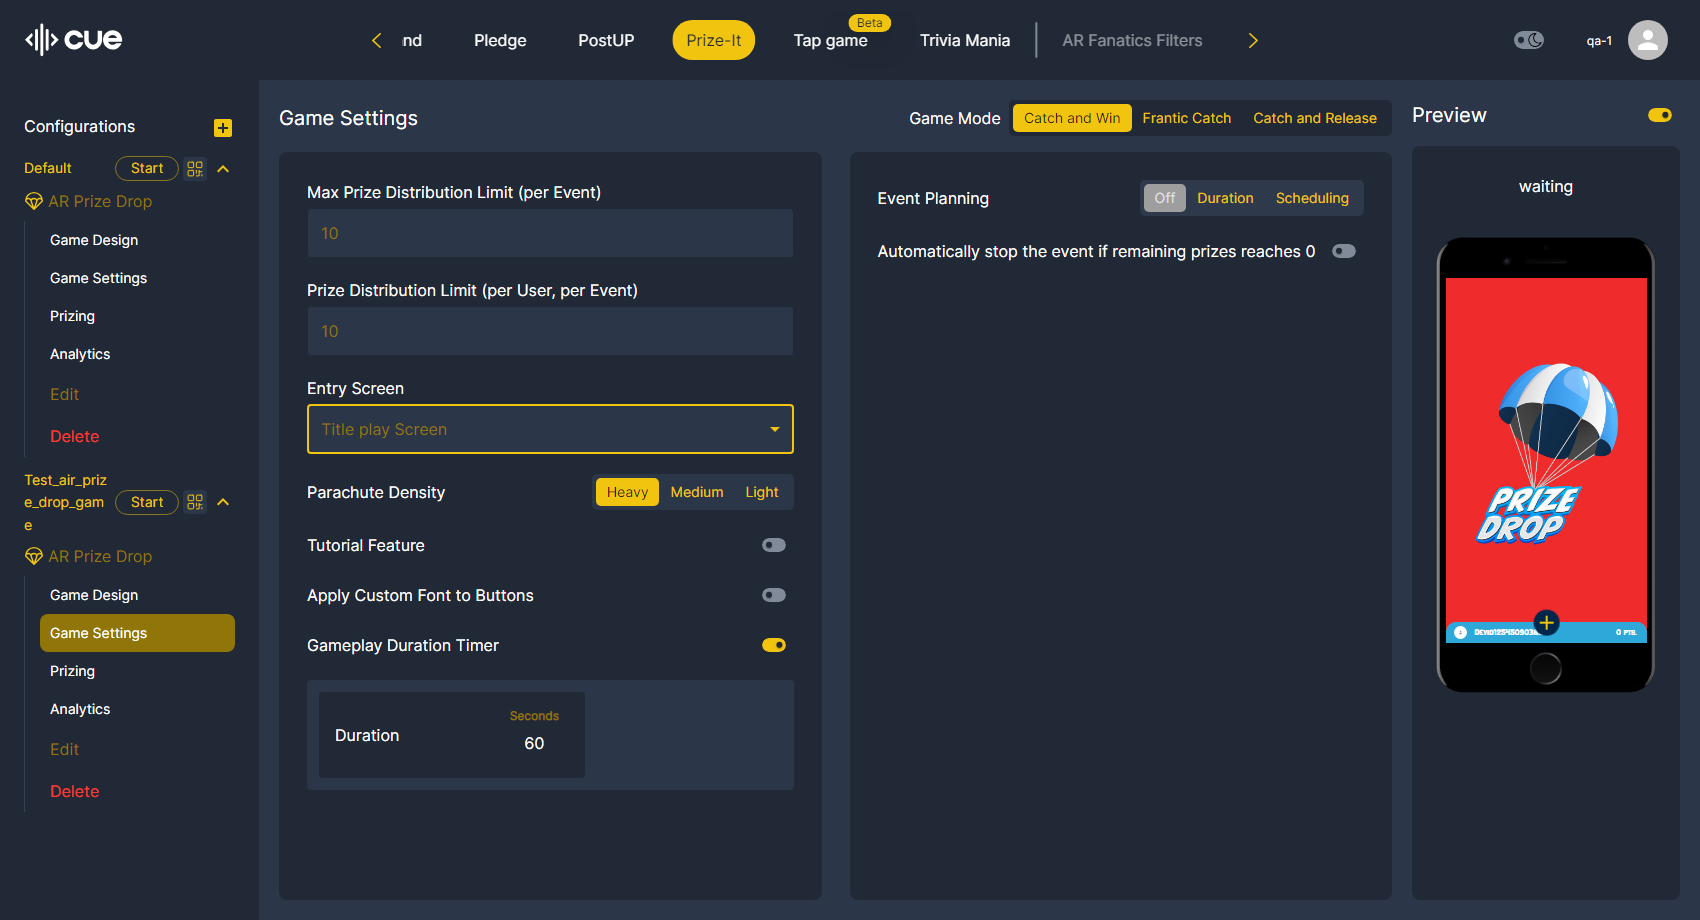 cue
nd
Pledge
PostUP
Prize-It
Beta
Tap game
Trivia Mania
AR Fanatics Filters
qa-1
Configurations
Default
Start
AR Prize Drop
Game Design
Game Settings
Prizing
Analytics
Edit
Delete
Test_air_priz
e_drop_gam
e
Start
AR Prize Drop
Game Design
Game Settings
Prizing
Analytics
Edit
Delete
Game Settings
Game Mode
Catch and Win
Frantic Catch
Catch and Release
Max Prize Distribution Limit (per Event)
10
Prize Distribution Limit (per User, per Event)
10
Entry Screen
Title play Screen
Parachute Density
Heavy
Medium
Light
Tutorial Feature
Apply Custom Font to Buttons
Gameplay Duration Timer
Duration
Seconds
60
Event Planning
Off
Duration
Scheduling
Automatically stop the event if remaining prizes reaches 0
Preview
waiting
PRIZE
DROP
0 PTS.